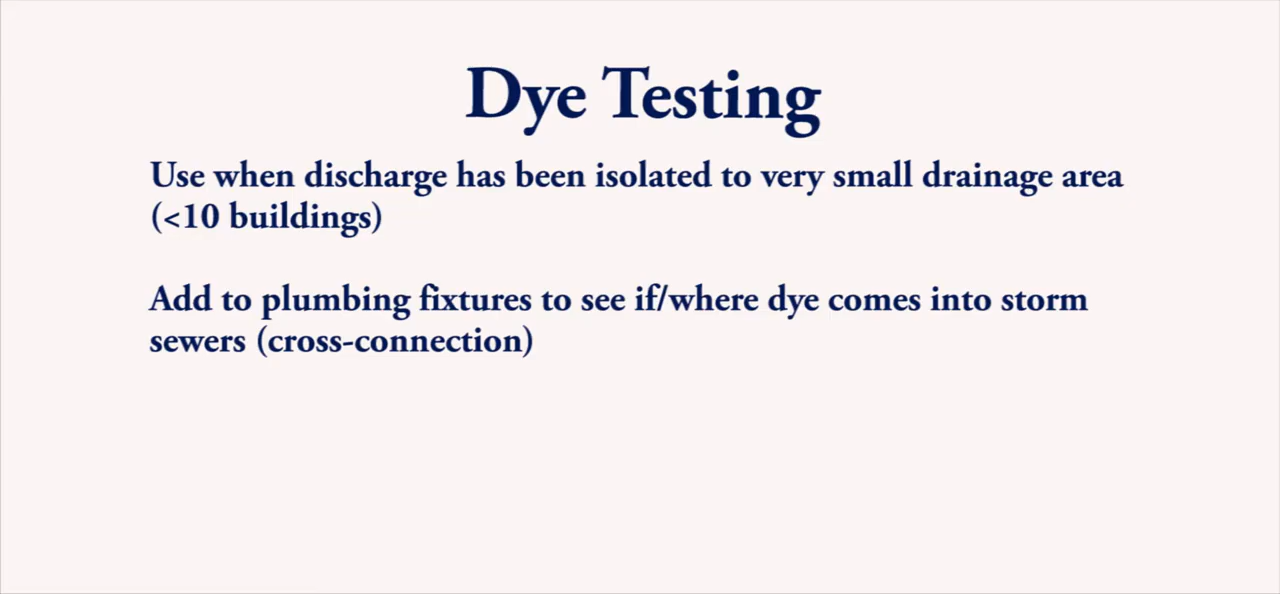 Dye Testing
Use when discharge has been isolated to very small drainage area
(<10 buildings)
Add to plumbing fixtures to see if/where dye comes into storm
sewers (cross-connection)